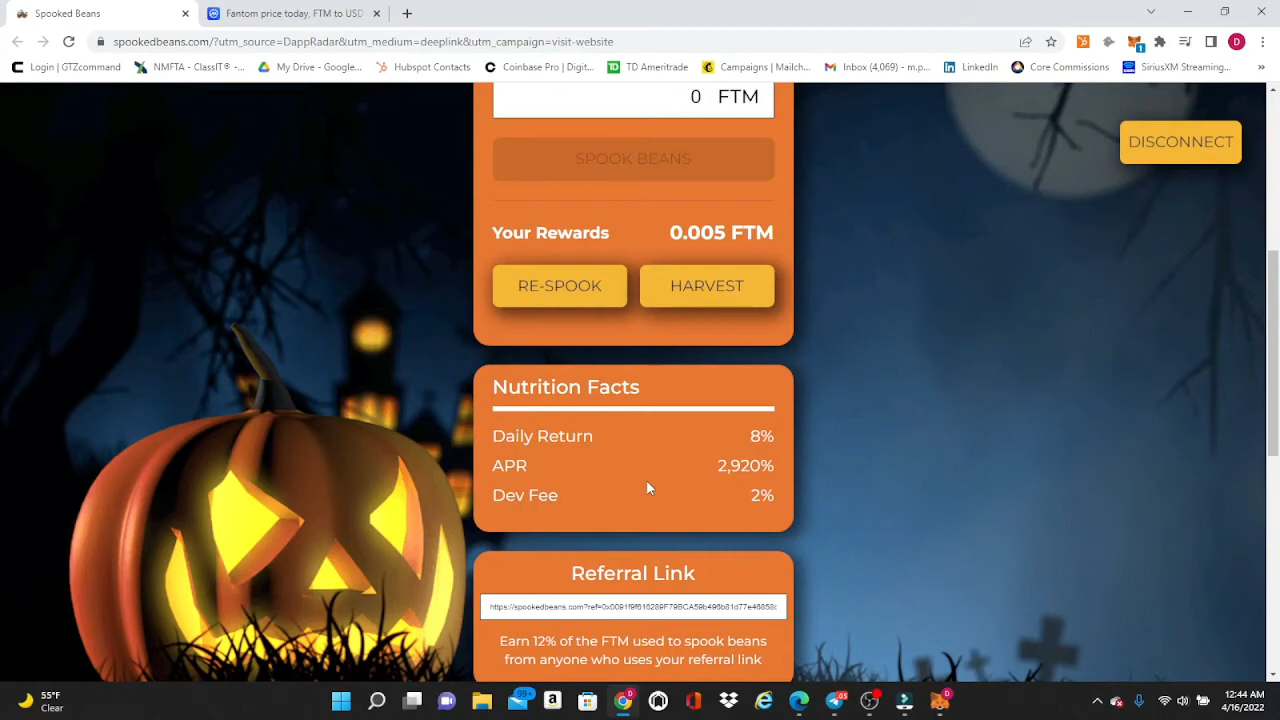 Spooked Beans
Fantom price today, FTM to USD
spookedbeans.com/?utm_source=DappRadar&utm_medium=deeplink&utm_campaign=visit-website
1
D
Login | GTZcommand
NMFTA – ClassIT® -...
My Drive - Google...
Hubspot Contacts
Coinbase Pro | Digit...
TD Ameritrade
Campaigns | Mailch...
Inbox (4,069) - m.p...
LinkedIn
Core Commissions
SiriusXM Streaming...
»
0 FTM
DISCONNECT
SPOOK BEANS
Your Rewards 0.005 FTM
RE-SPOOK HARVEST
Nutrition Facts
Daily Return 8%
APR 2,920%
Dev Fee 2%
Referral Link
Earn 12% of the FTM used to spook beans
from anyone who uses your referral link
55°F
Clear
99+
12:44 AM
4/16/2022